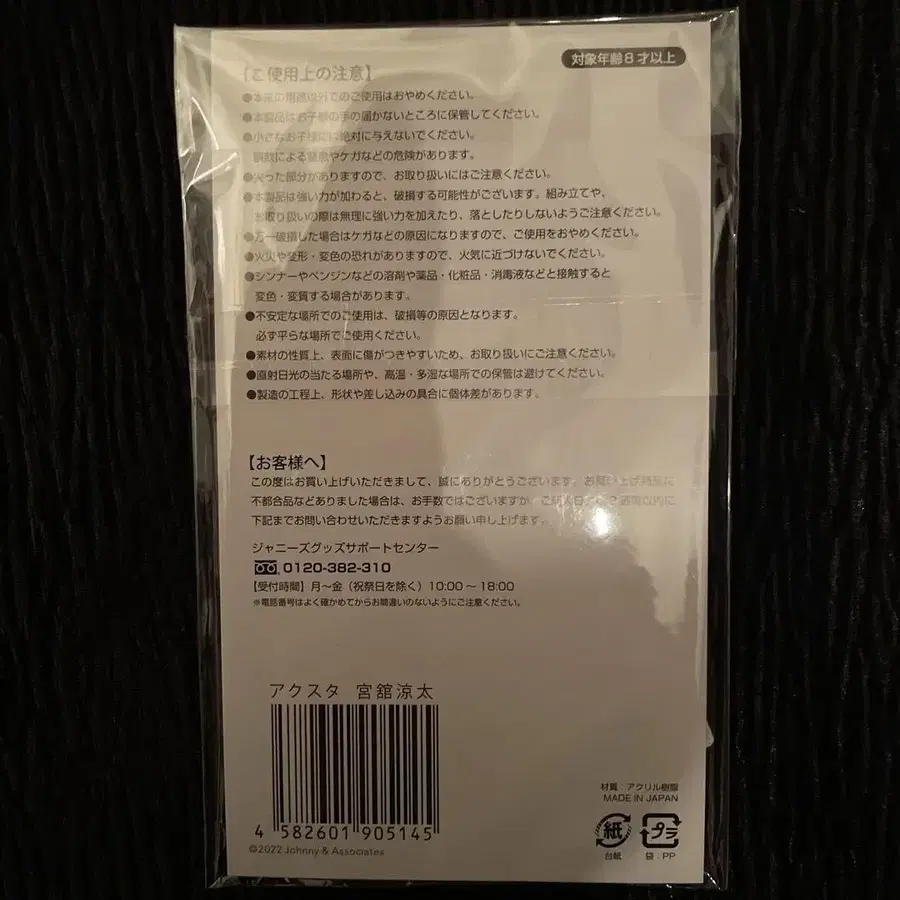 対象年齢8才以上
【ご使用上の注意】
●本来の用途以外でのご使用はおやめください。
●本製品はお子様の手の届かないところに保管してください。
●小さなお子様には絶対に与えないでください。
誤飲による窒息やケガなどの危険があります。
●尖った部分がありますので、お取り扱いにはご注意ください。
●本製品は強い力が加わると、破損する可能性がございます。組み立てや、
お取り扱いの際は無理に強い力を加えたり、落としたりしないようご注意ください。
●万一破損した場合はケガなどの原因になりますので、ご使用をおやめください。
●火災や変形・変色の恐れがありますので、火気に近づけないでください。
●シンナーやベンジンなどの溶剤や薬品・化粧品・消毒液などと接触すると
変色・変質する場合があります。
●不安定な場所でのご使用は、破損等の原因となります。
必ず平らな場所でご使用ください。
●素材の性質上、表面に傷がつきやすいため、お取り扱いにご注意ください。
●直射日光の当たる場所や、高温・多湿な場所での保管は避けてください。
●製造の工程上、形状や差し込みの具合に個体差があります。
【お客様へ】
この度はお買い上げいただきまして、誠にありがとうございます。お買い上げ商品に
不都合品などありました場合は、お手数ではございますが、ご購入日より2週間以内に
下記までお問い合わせいただきますようお願い申し上げます。
ジャニーズグッズサポートセンター
0120-382-310
【受付時間】月～金（祝祭日を除く）10:00～18:00
※電話番号はよく確かめてからお間違いのないようにご注意ください。
アクスタ 宮舘涼太
4 582601 905145
©2022 Johnny & Associates
材質：アクリル樹脂
MADE IN JAPAN
紙 プラ
台紙 袋：PP